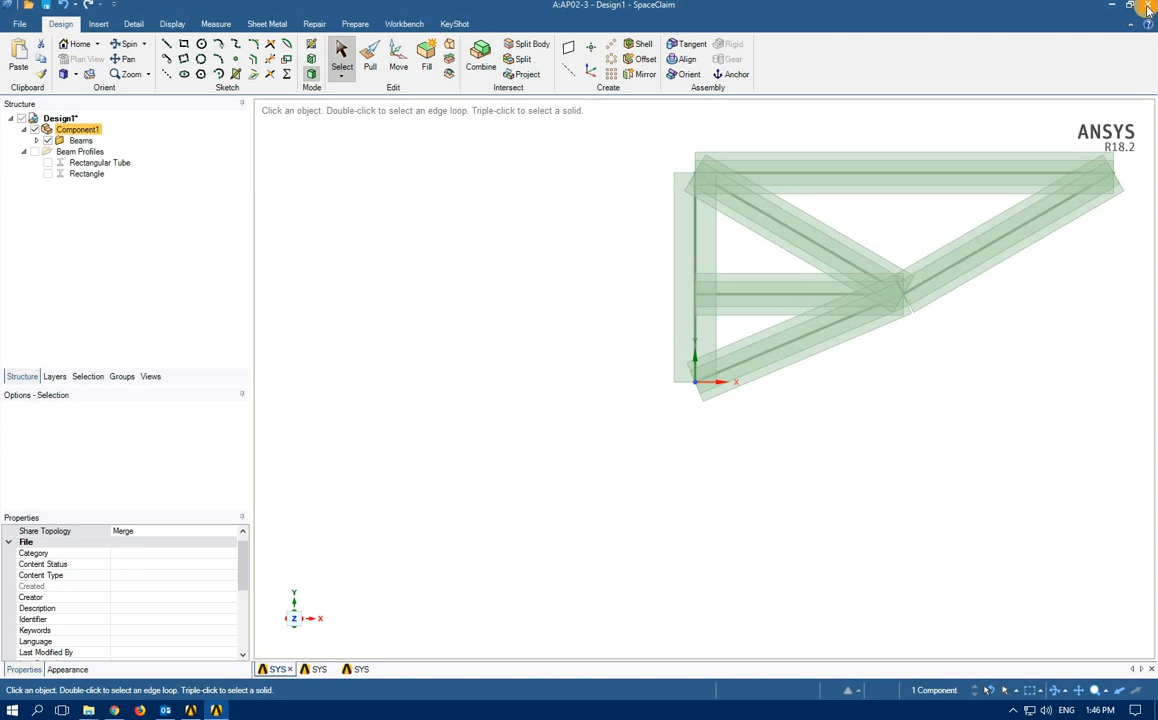 A:AP02-3 - Design1 - SpaceClaim
File Design Insert Detail Display Measure Sheet Metal Repair Prepare Workbench KeyShot
Paste Home Plan View Spin Pan Zoom Select Pull Move Fill Combine Split Body Split Project Shell Offset Mirror Tangent Align Orient Rigid Gear Anchor
Clipboard Orient Sketch Mode Edit Intersect Create Assembly
Structure
Click an object. Double-click to select an edge loop. Triple-click to select a solid.
Design1*
Component1
Beams
Beam Profiles
Rectangular Tube
Rectangle
ANSYS
R18.2
Y
X
Structure Layers Selection Groups Views
Options - Selection
Properties
Share Topology Merge
File
Category
Content Status
Content Type
Created
Creator
Description
Identifier
Keywords
Language
Last Modified By
Y
Z X
Properties Appearance
SYS SYS SYS
Click an object. Double-click to select an edge loop. Triple-click to select a solid.
1 Component
ENG 1:46 PM